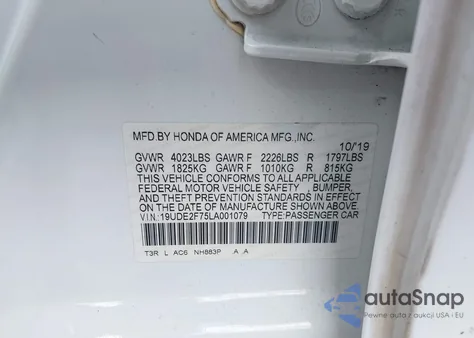 MFD.BY HONDA OF AMERICA MFG.,INC.
10/'19
GVWR 4023LBS GAWR F 2226LBS R 1797LBS
GVWR 1825KG GAWR F 1010KG R 815KG
THIS VEHICLE CONFORMS TO ALL APPLICABLE
FEDERAL MOTOR VEHICLE SAFETY , BUMPER,
AND THEFT PREVENTION STANDARDS IN EFFECT
ON THE DATE OF MANUFACTURE SHOWN ABOVE.
V.I.N: 19UDE2F75LA001079 TYPE:PASSENGER CAR
T3R L AC6 NH883P A .A
autoSnap
Pewne auta z aukcji USA i EU